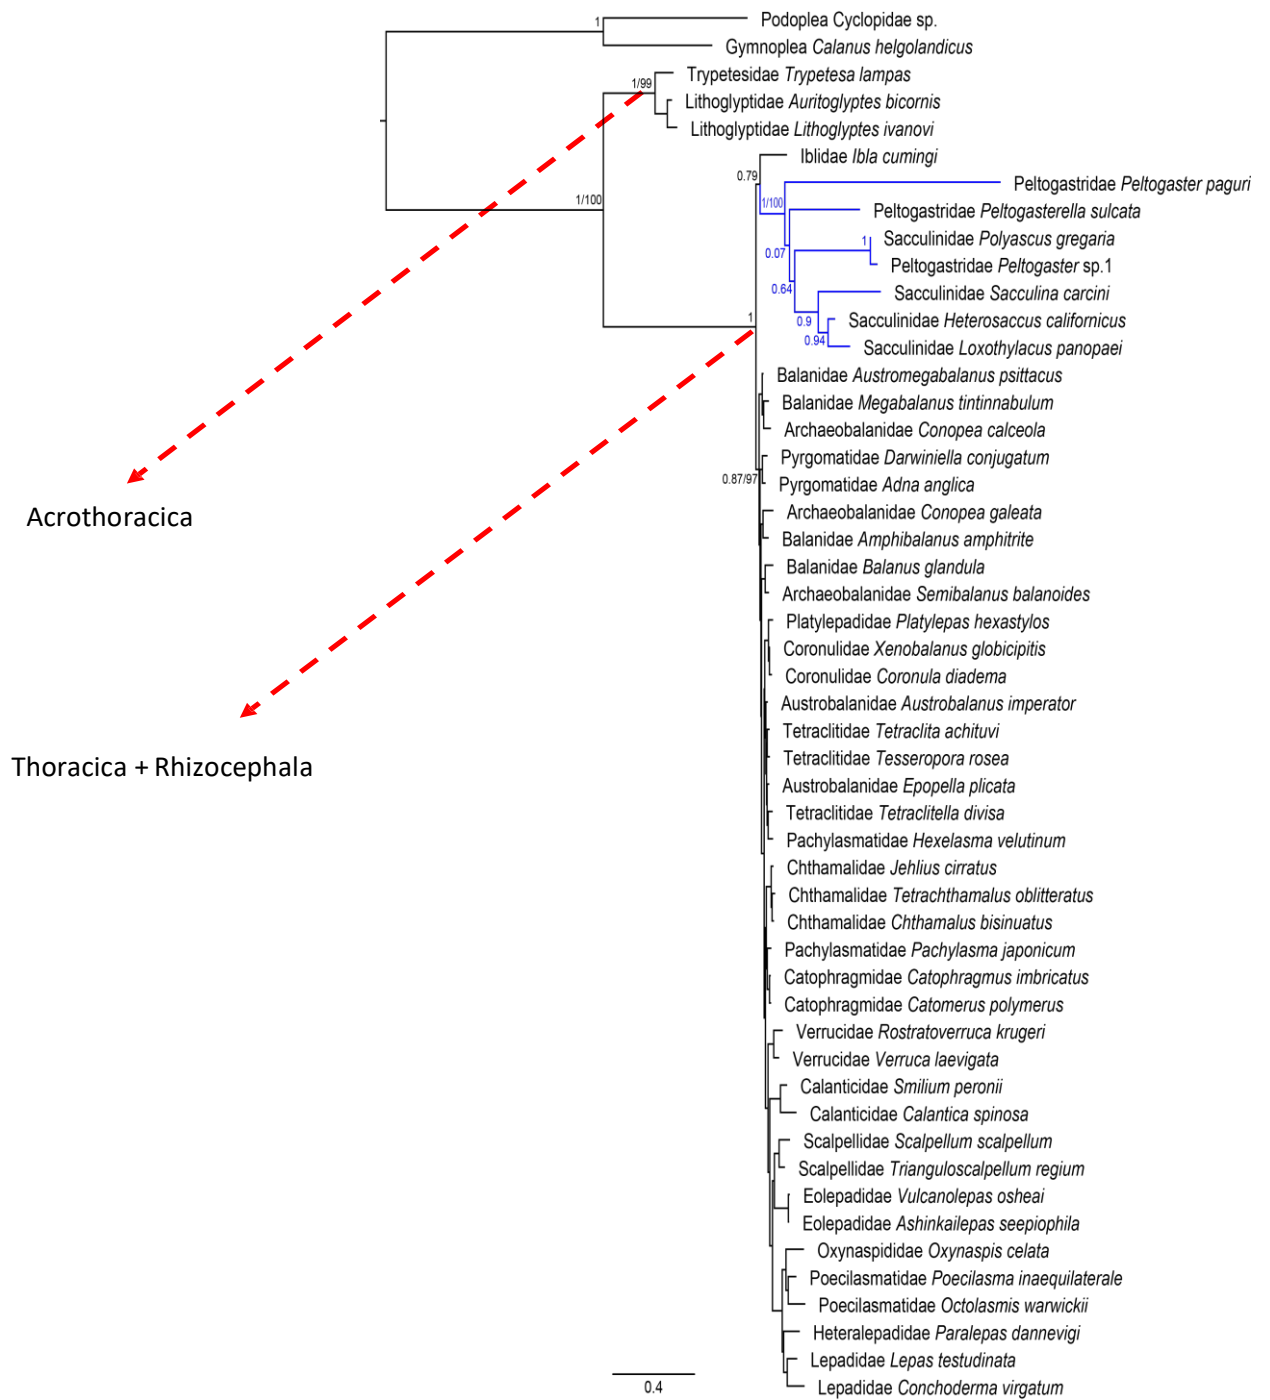 1
Podoplea Cyclopidae sp.
Gymnoplea Calanus helgolandicus
1/99
Trypetesidae Trypetesa lampas
Lithoglyptidae Auritoglyptes bicornis
Lithoglyptidae Lithoglyptes ivanovi
Iblidae Ibla cumingi
0.79
Peltogastridae Peltogaster paguri
1/100
1/100
Peltogastridae Peltogasterella sulcata
1
Sacculinidae Polyascus gregaria
0.07
Peltogastridae Peltogaster sp.1
0.64
Sacculinidae Sacculina carcini
1
0.9
Sacculinidae Heterosaccus californicus
0.94
Sacculinidae Loxothylacus panopaei
Balanidae Austromegabalanus psittacus
Balanidae Megabalanus tintinnabulum
Archaeobalanidae Conopea calceola
Pyrgomatidae Darwiniella conjugatum
0.87/97
Pyrgomatidae Adna anglica
Acrothoracica
Archaeobalanidae Conopea galeata
Balanidae Amphibalanus amphitrite
Balanidae Balanus glandula
Archaeobalanidae Semibalanus balanoides
Platylepadidae Platylepas hexastylos
Coronulidae Xenobalanus globicipitis
Coronulidae Coronula diadema
Austrobalanidae Austrobalanus imperator
Tetraclitidae Tetraclita achituvi
Tetraclitidae Tesseropora rosea
Thoracica + Rhizocephala
Austrobalanidae Epopella plicata
Tetraclitidae Tetraclitella divisa
Pachylasmatidae Hexelasma velutinum
Chthamalidae Jehlius cirratus
Chthamalidae Tetrachthamalus oblitteratus
Chthamalidae Chthamalus bisinuatus
Pachylasmatidae Pachylasma japonicum
Catophragmidae Catophragmus imbricatus
Catophragmidae Catomerus polymerus
Verrucidae Rostratoverruca krugeri
Verrucidae Verruca laevigata
Calanticidae Smilium peronii
Calanticidae Calantica spinosa
Scalpellidae Scalpellum scalpellum
Scalpellidae Trianguloscalpellum regium
Eolepadidae Vulcanolepas osheai
Eolepadidae Ashinkailepas seepiophila
Oxynaspididae Oxynaspis celata
Poecilasmatidae Poecilasma inaequilaterale
Poecilasmatidae Octolasmis warwickii
Heteralepadidae Paralepas dannevigi
Lepadidae Lepas testudinata
Lepadidae Conchoderma virgatum
0.4